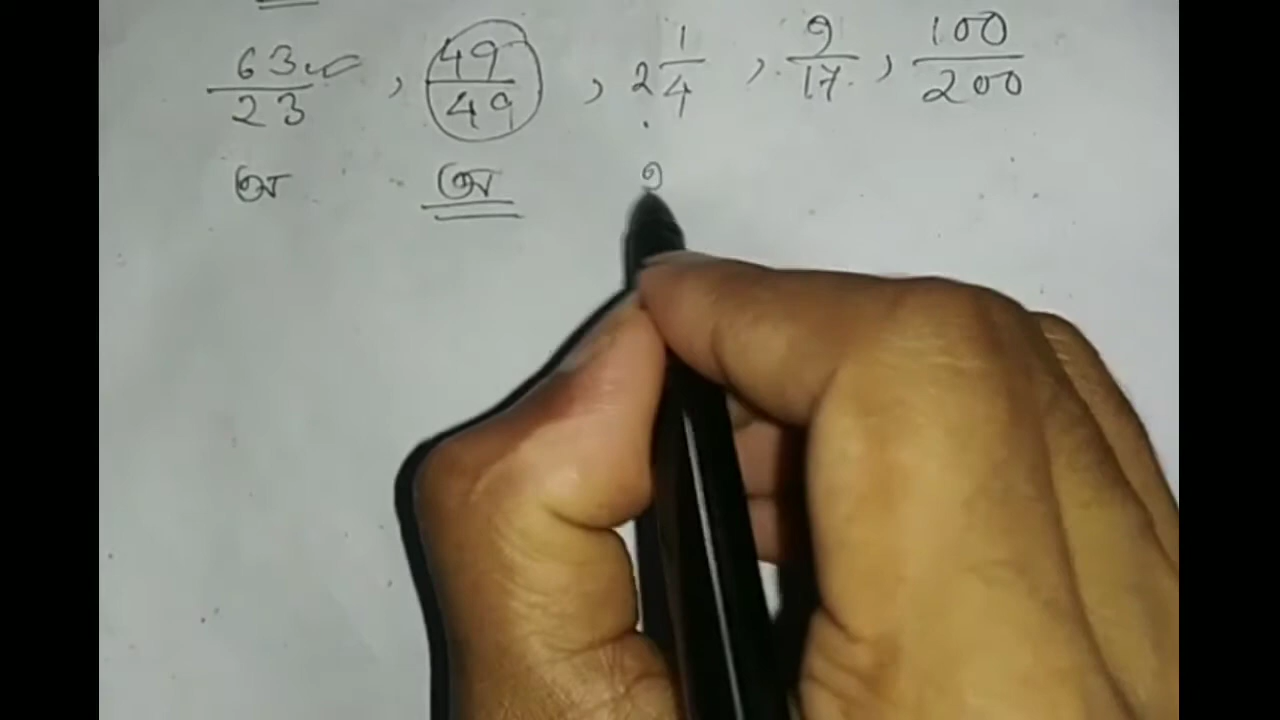 63/23 , 49/49 , 2 1/4 , 9/17 , 100/200
অ অ